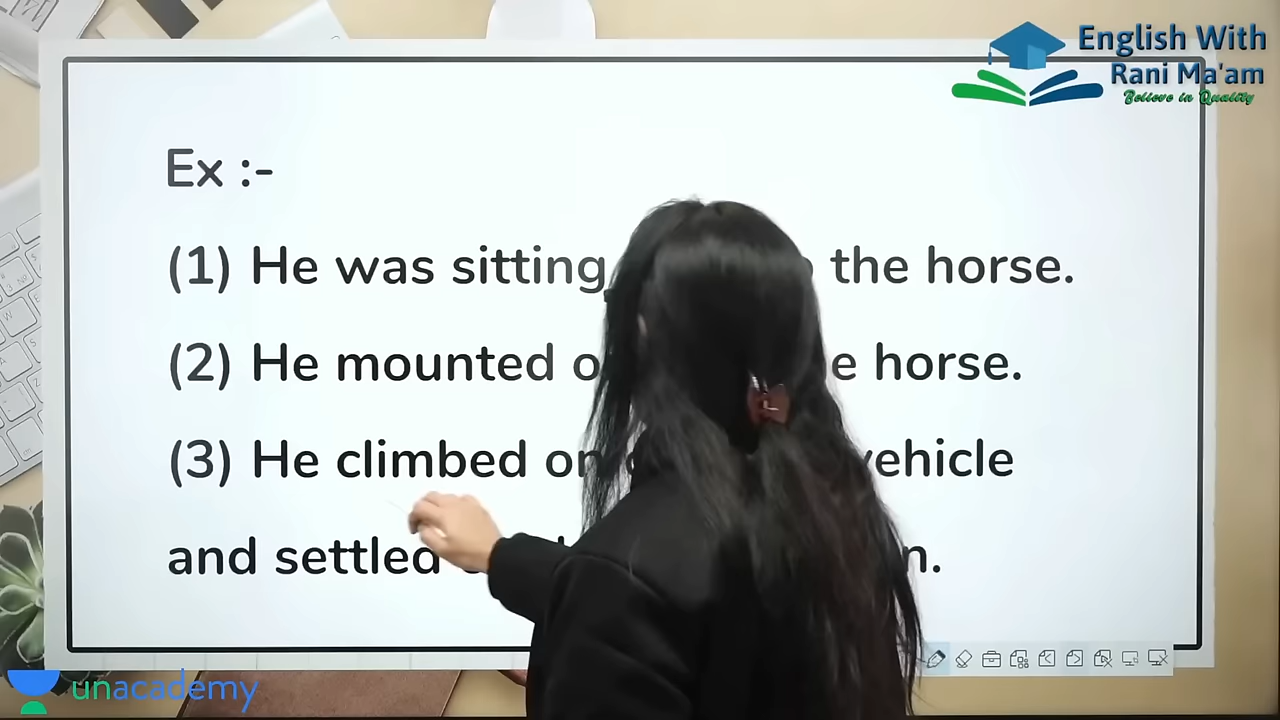 English With
Rani Ma'am
Believe in Quality
Ex :-
(1) He was sitting the horse.
(2) He mounted horse.
(3) He climbed vehicle
and settled
unacademy